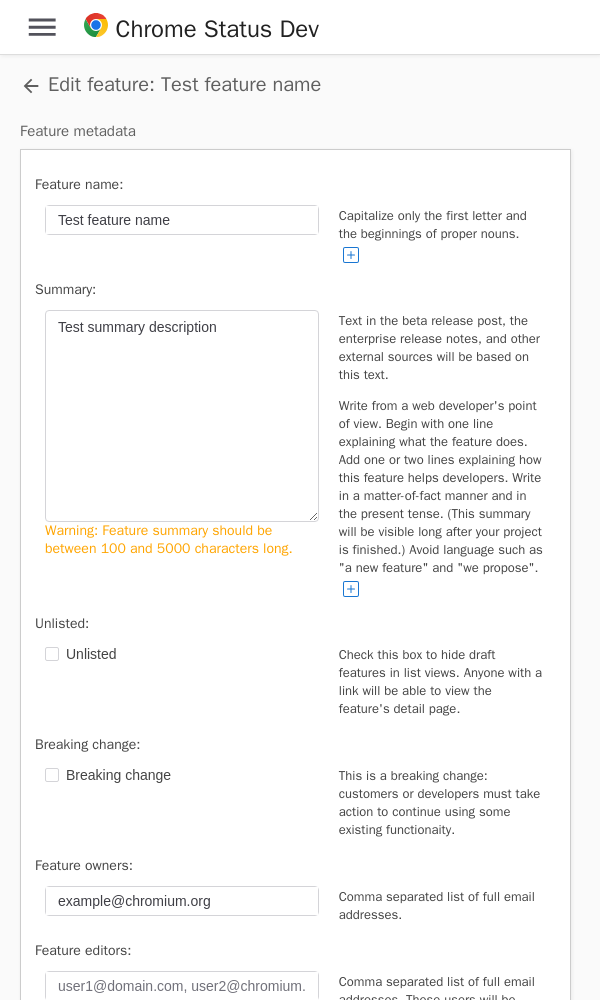 Chrome Status Dev
Edit feature: Test feature name
Feature metadata
Feature name:
Test feature name
Capitalize only the first letter and
the beginnings of proper nouns.
Summary:
Test summary description
Warning: Feature summary should be
between 100 and 5000 characters long.
Text in the beta release post, the
enterprise release notes, and other
external sources will be based on
this text.
Write from a web developer's point
of view. Begin with one line
explaining what the feature does.
Add one or two lines explaining how
this feature helps developers. Write
in a matter-of-fact manner and in
the present tense. (This summary
will be visible long after your project
is finished.) Avoid language such as
"a new feature" and "we propose".
Unlisted:
Unlisted
Check this box to hide draft
features in list views. Anyone with a
link will be able to view the
feature's detail page.
Breaking change:
Breaking change
This is a breaking change:
customers or developers must take
action to continue using some
existing functionaity.
Feature owners:
example@chromium.org
Comma separated list of full email
addresses.
Feature editors:
user1@domain.com, user2@chromium.
Comma separated list of full email
addresses. These users will be